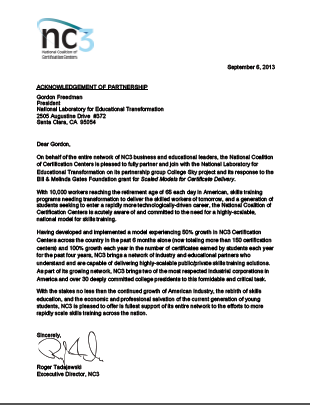 nc3
National Coalition of
Certification Centers
September 6, 2013
ACKNOWLEDGEMENT OF PARTNERSHIP
Gordon Freedman
President
National Laboratory for Educational Transformation
2505 Augustine Drive #372
Santa Clara, CA 95054
Dear Gordon,
On behalf of the entire network of NC3 business and educational leaders, the National Coalition
of Certification Centers is pleased to fully partner and join with the National Laboratory for
Educational Transformation on its partnership group College Sky project and its response to the
Bill & Melinda Gates Foundation grant for Scaled Models for Certificate Delivery.
With 10,000 workers reaching the retirement age of 65 each day in American, skills training
programs needing transformation to deliver the skilled workers of tomorrow, and a generation of
students seeking to enter a rapidly more technologically-driven career, the National Coalition of
Certification Centers is acutely aware of and committed to the need for a highly-scalable,
national model for skills training.
Having developed and implemented a model experiencing 50% growth in NC3 Certification
Centers across the country in the past 6 months alone (now totaling more than 150 certification
centers) and 100% growth each year in the number of certificates earned by students each year
for the past four years, NC3 brings a network of industry and educational partners who
understand and are capable of delivering highly-scalable public/private skills training solutions.
As part of its growing network, NC3 brings two of the most respected industrial corporations in
America and over 30 deeply committed college presidents to this formidable and critical task.
With the stakes no less than the continued growth of American industry, the rebirth of skills
education, and the economic and professional salvation of the current generation of young
students, NC3 is pleased to offer is fullest support of its entire network to the efforts to more
rapidly scale skills training across the nation.
Sincerely,
Roger Tadajewski
Executive Director, NC3